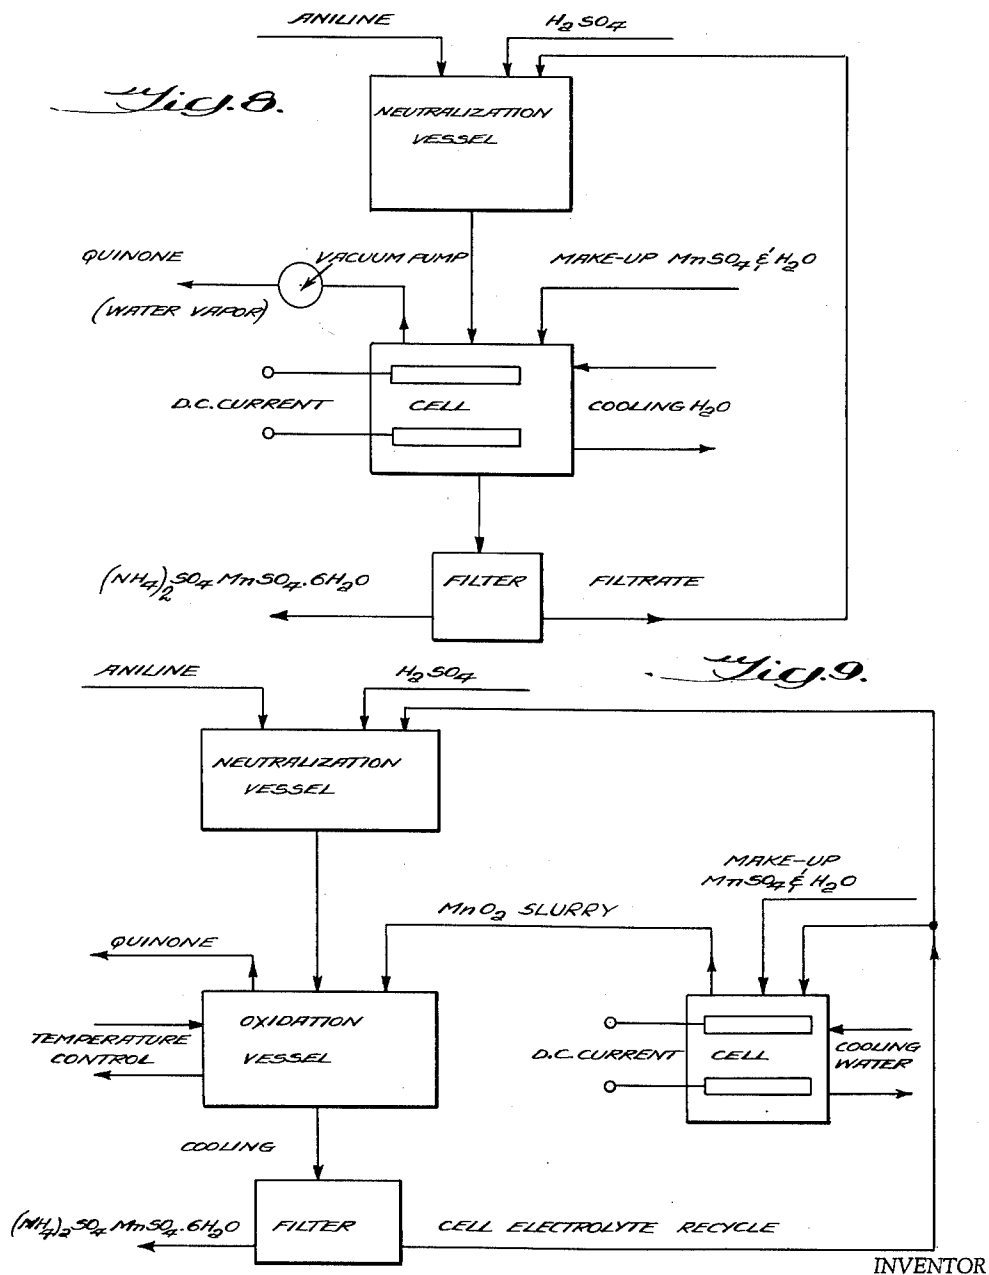 ANILINE
H2SO4
Fig.8.
NEUTRALIZATION
VESSEL
QUINONE
VACUUM PUMP
MAKE-UP MnSO4 & H2O
(WATER VAPOR)
D.C. CURRENT
CELL
COOLING H2O
(NH4)2SO4 MnSO4.6H2O
FILTER
FILTRATE
Fig.9.
ANILINE
H2SO4
NEUTRALIZATION
VESSEL
MAKE-UP
MnSO4 & H2O
MnO2 SLURRY
QUINONE
OXIDATION
VESSEL
TEMPERATURE
CONTROL
D.C. CURRENT
CELL
COOLING
WATER
COOLING
(NH4)2SO4 MnSO4.6H2O
FILTER
CELL ELECTROLYTE RECYCLE
INVENTOR